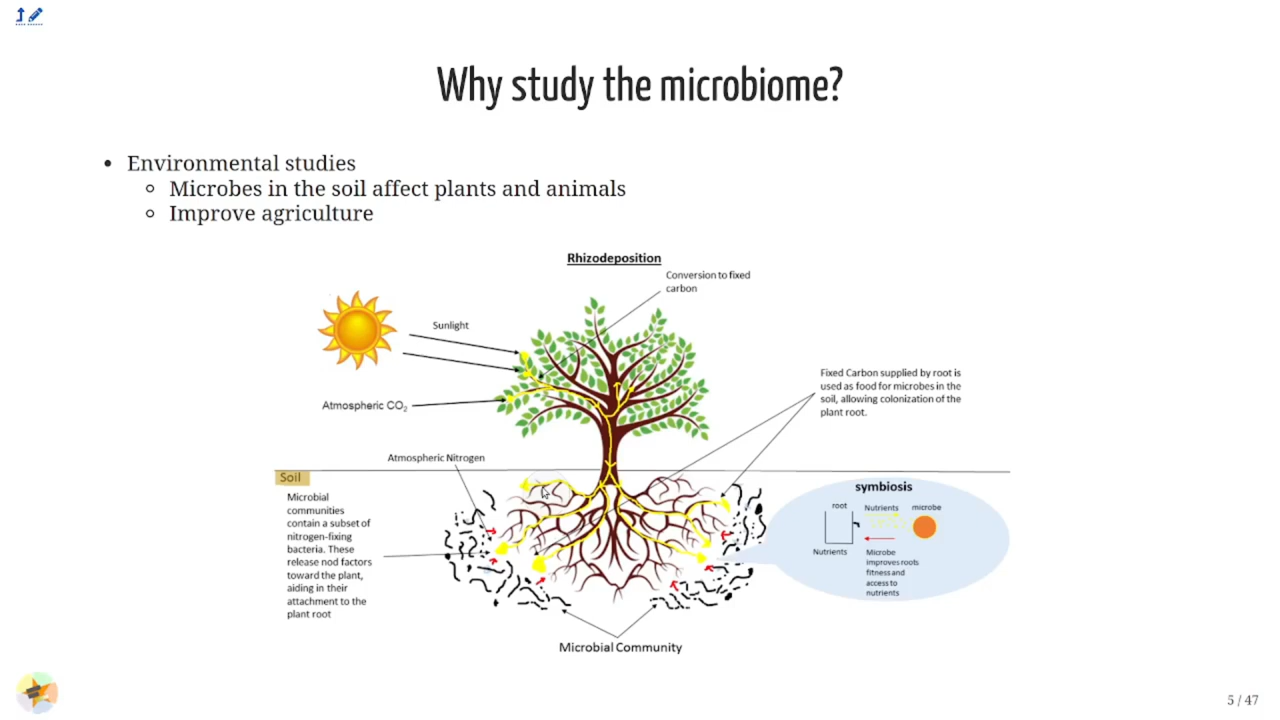 Why study the microbiome?
Environmental studies
Microbes in the soil affect plants and animals
Improve agriculture
Rhizodeposition
Conversion to fixed
carbon
Sunlight
Atmospheric CO₂
Fixed Carbon supplied by root is
used as food for microbes in the
soil, allowing colonization of the
plant root.
Atmospheric Nitrogen
Soil
Microbial
communities
contain a subset of
nitrogen-fixing
bacteria. These
release nod factors
toward the plant,
aiding in their
attachment to the
plant root
symbiosis
root
Nutrients
microbe
Nutrients
Microbe
improves roots
fitness and
access to
nutrients
Microbial Community
5 / 47